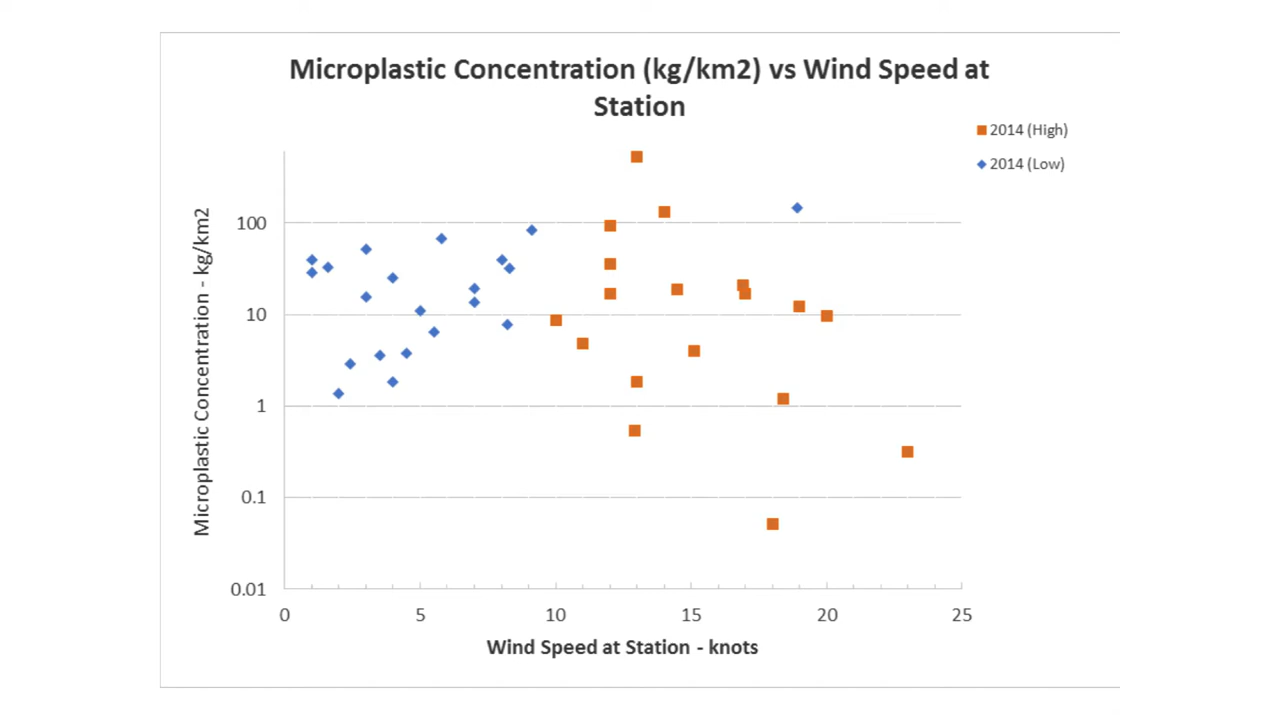 Microplastic Concentration (kg/km2) vs Wind Speed at
Station
2014 (High)
2014 (Low)
Microplastic Concentration - kg/km2
100
10
1
0.1
0.01
0
5
10
15
20
25
Wind Speed at Station - knots